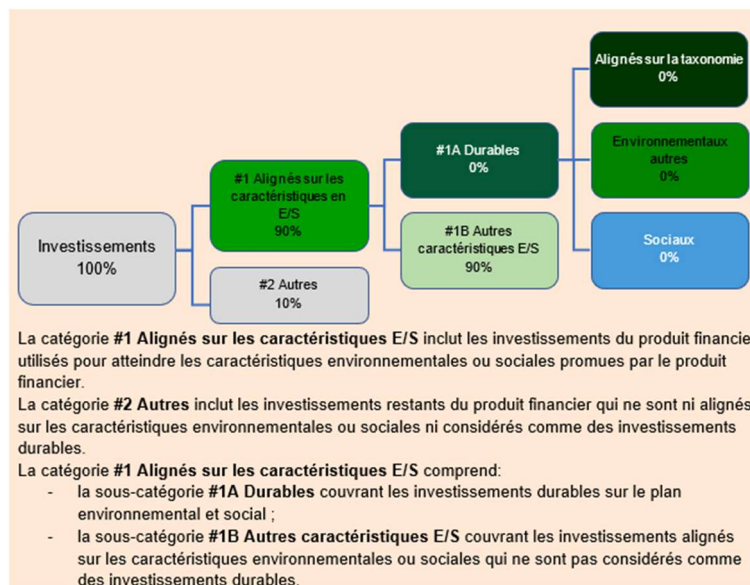 Alignés sur la taxonomie
0%
#1A Durables
0%
Environnementaux
autres
0%
#1 Alignés sur les
caractéristiques en
E/S
90%
Investissements
100%
#1B Autres
caractéristiques E/S
90%
Sociaux
0%
#2 Autres
10%
La catégorie #1 Alignés sur les caractéristiques E/S inclut les investissements du produit financie
utilisés pour atteindre les caractéristiques environnementales ou sociales promues par le produit
financier.
La catégorie #2 Autres inclut les investissements restants du produit financier qui ne sont ni alignés
sur les caractéristiques environnementales ou sociales ni considérés comme des investissements
durables.
La catégorie #1 Alignés sur les caractéristiques E/S comprend:
- la sous-catégorie #1A Durables couvrant les investissements durables sur le plan
environnemental et social ;
- la sous-catégorie #1B Autres caractéristiques E/S couvrant les investissements alignés
sur les caractéristiques environnementales ou sociales qui ne sont pas considérés comme
des investissements durables.